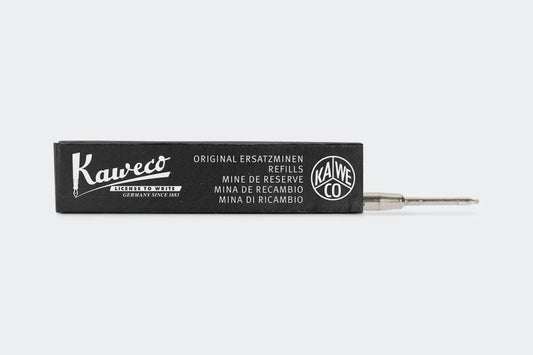 Kaweco
LICENSE TO WRITE
GERMANY SINCE 1883
ORIGINAL ERSATZMINEN
REFILLS
MINE DE RESERVE
MINA DE RECAMBIO
MINA DI RICAMBIO
KA WE
CO